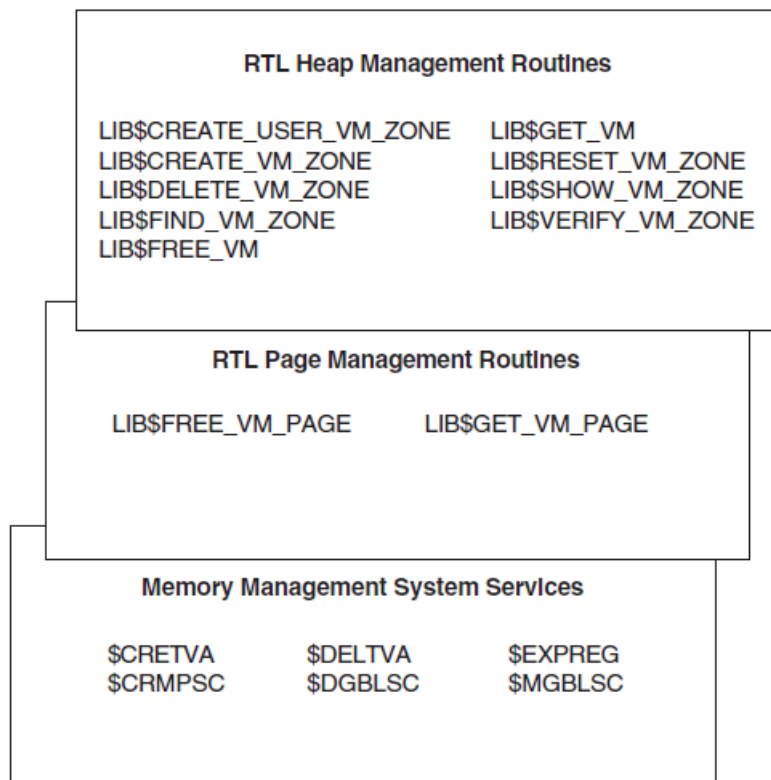 RTL Heap Management Routines
LIB$CREATE_USER_VM_ZONE LIB$GET_VM
LIB$CREATE_VM_ZONE LIB$RESET_VM_ZONE
LIB$DELETE_VM_ZONE LIB$SHOW_VM_ZONE
LIB$FIND_VM_ZONE LIB$VERIFY_VM_ZONE
LIB$FREE_VM
RTL Page Management Routines
LIB$FREE_VM_PAGE LIB$GET_VM_PAGE
Memory Management System Services
$CRETVA $DELTVA $EXPREG
$CRMPSC $DGBLSC $MGBLSC